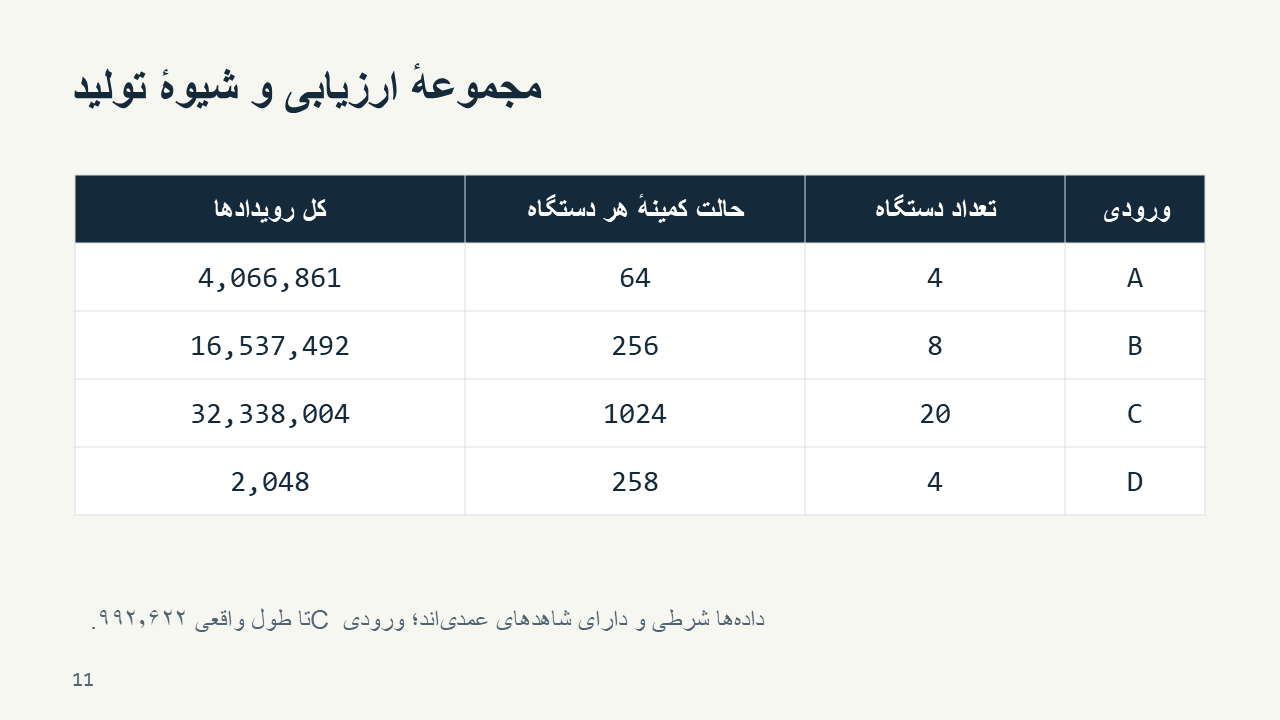 مجموعهٔ ارزیابی و شیوهٔ تولید
ورودی تعداد دستگاه حالت کمینهٔ هر دستگاه کل رویدادها
A 4 64 4,066,861
B 8 256 16,537,492
C 20 1024 32,338,004
D 4 258 2,048
داده‌ها شرطی و دارای شاهدهای عمدی‌اند؛ ورودی C تا طول واقعی ۹۹۲,۶۲۲.
11